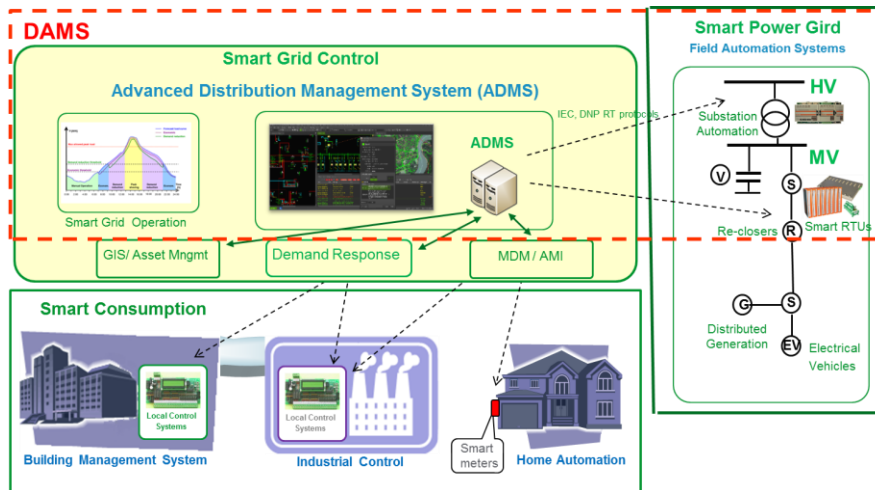 DAMS
Smart Grid Control
Advanced Distribution Management System (ADMS)
Smart Grid Operation
ADMS
IEC, DNP RT protocols
GIS/ Asset Mngmt
Demand Response
MDM / AMI
Smart Power Gird
Field Automation Systems
HV
Substation
Automation
MV
V
S
Smart RTUs
Re-closers
R
G
S
Distributed
Generation
EV
Electrical
Vehicles
Smart Consumption
Local Control
Systems
Building Management System
Local Control
Systems
Industrial Control
Smart
meters
Home Automation